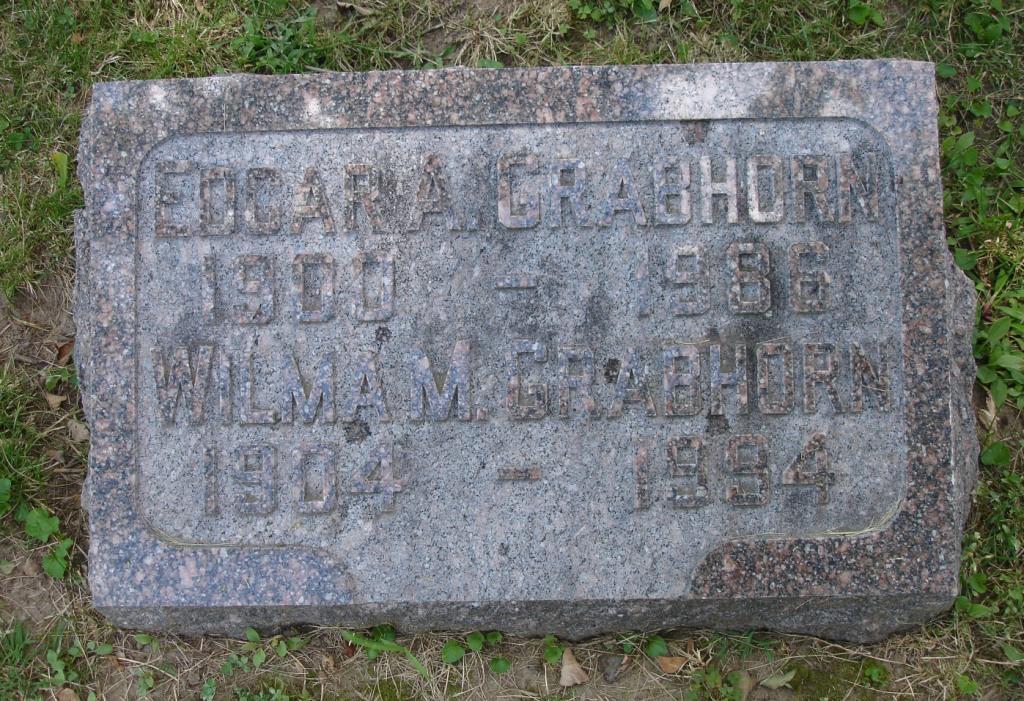 EDGAR A. GRABHORN
1900 - 1986
WILMA M. GRABHORN
1904 - 1994